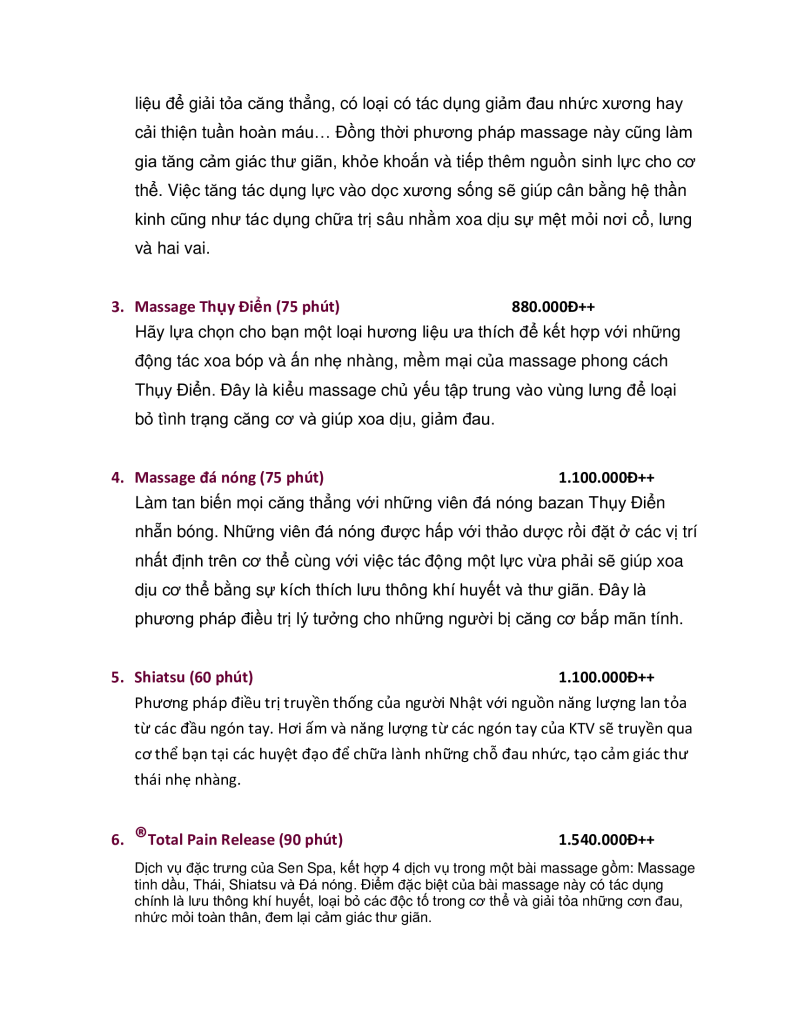 liệu để giải tỏa căng thẳng, có loại có tác dụng giảm đau nhức xương hay
cải thiện tuần hoàn máu… Đồng thời phương pháp massage này cũng làm
gia tăng cảm giác thư giãn, khỏe khoắn và tiếp thêm nguồn sinh lực cho cơ
thể. Việc tăng tác dụng lực vào dọc xương sống sẽ giúp cân bằng hệ thần
kinh cũng như tác dụng chữa trị sâu nhằm xoa dịu sự mệt mỏi nơi cổ, lưng
và hai vai.
3. Massage Thụy Điển (75 phút) 880.000Đ++
Hãy lựa chọn cho bạn một loại hương liệu ưa thích để kết hợp với những
động tác xoa bóp và ấn nhẹ nhàng, mềm mại của massage phong cách
Thụy Điển. Đây là kiểu massage chủ yếu tập trung vào vùng lưng để loại
bỏ tình trạng căng cơ và giúp xoa dịu, giảm đau.
4. Massage đá nóng (75 phút) 1.100.000Đ++
Làm tan biến mọi căng thẳng với những viên đá nóng bazan Thụy Điển
nhẵn bóng. Những viên đá nóng được hấp với thảo dược rồi đặt ở các vị trí
nhất định trên cơ thể cùng với việc tác động một lực vừa phải sẽ giúp xoa
dịu cơ thể bằng sự kích thích lưu thông khí huyết và thư giãn. Đây là
phương pháp điều trị lý tưởng cho những người bị căng cơ bắp mãn tính.
5. Shiatsu (60 phút) 1.100.000Đ++
Phương pháp điều trị truyền thống của người Nhật với nguồn năng lượng lan tỏa
từ các đầu ngón tay. Hơi ấm và năng lượng từ các ngón tay của KTV sẽ truyền qua
cơ thể bạn tại các huyệt đạo để chữa lành những chỗ đau nhức, tạo cảm giác thư
thái nhẹ nhàng.
6. ®Total Pain Release (90 phút) 1.540.000Đ++
Dịch vụ đặc trưng của Sen Spa, kết hợp 4 dịch vụ trong một bài massage gồm: Massage
tinh dầu, Thái, Shiatsu và Đá nóng. Điểm đặc biệt của bài massage này có tác dụng
chính là lưu thông khí huyết, loại bỏ các độc tố trong cơ thể và giải tỏa những cơn đau,
nhức mỏi toàn thân, đem lại cảm giác thư giãn.